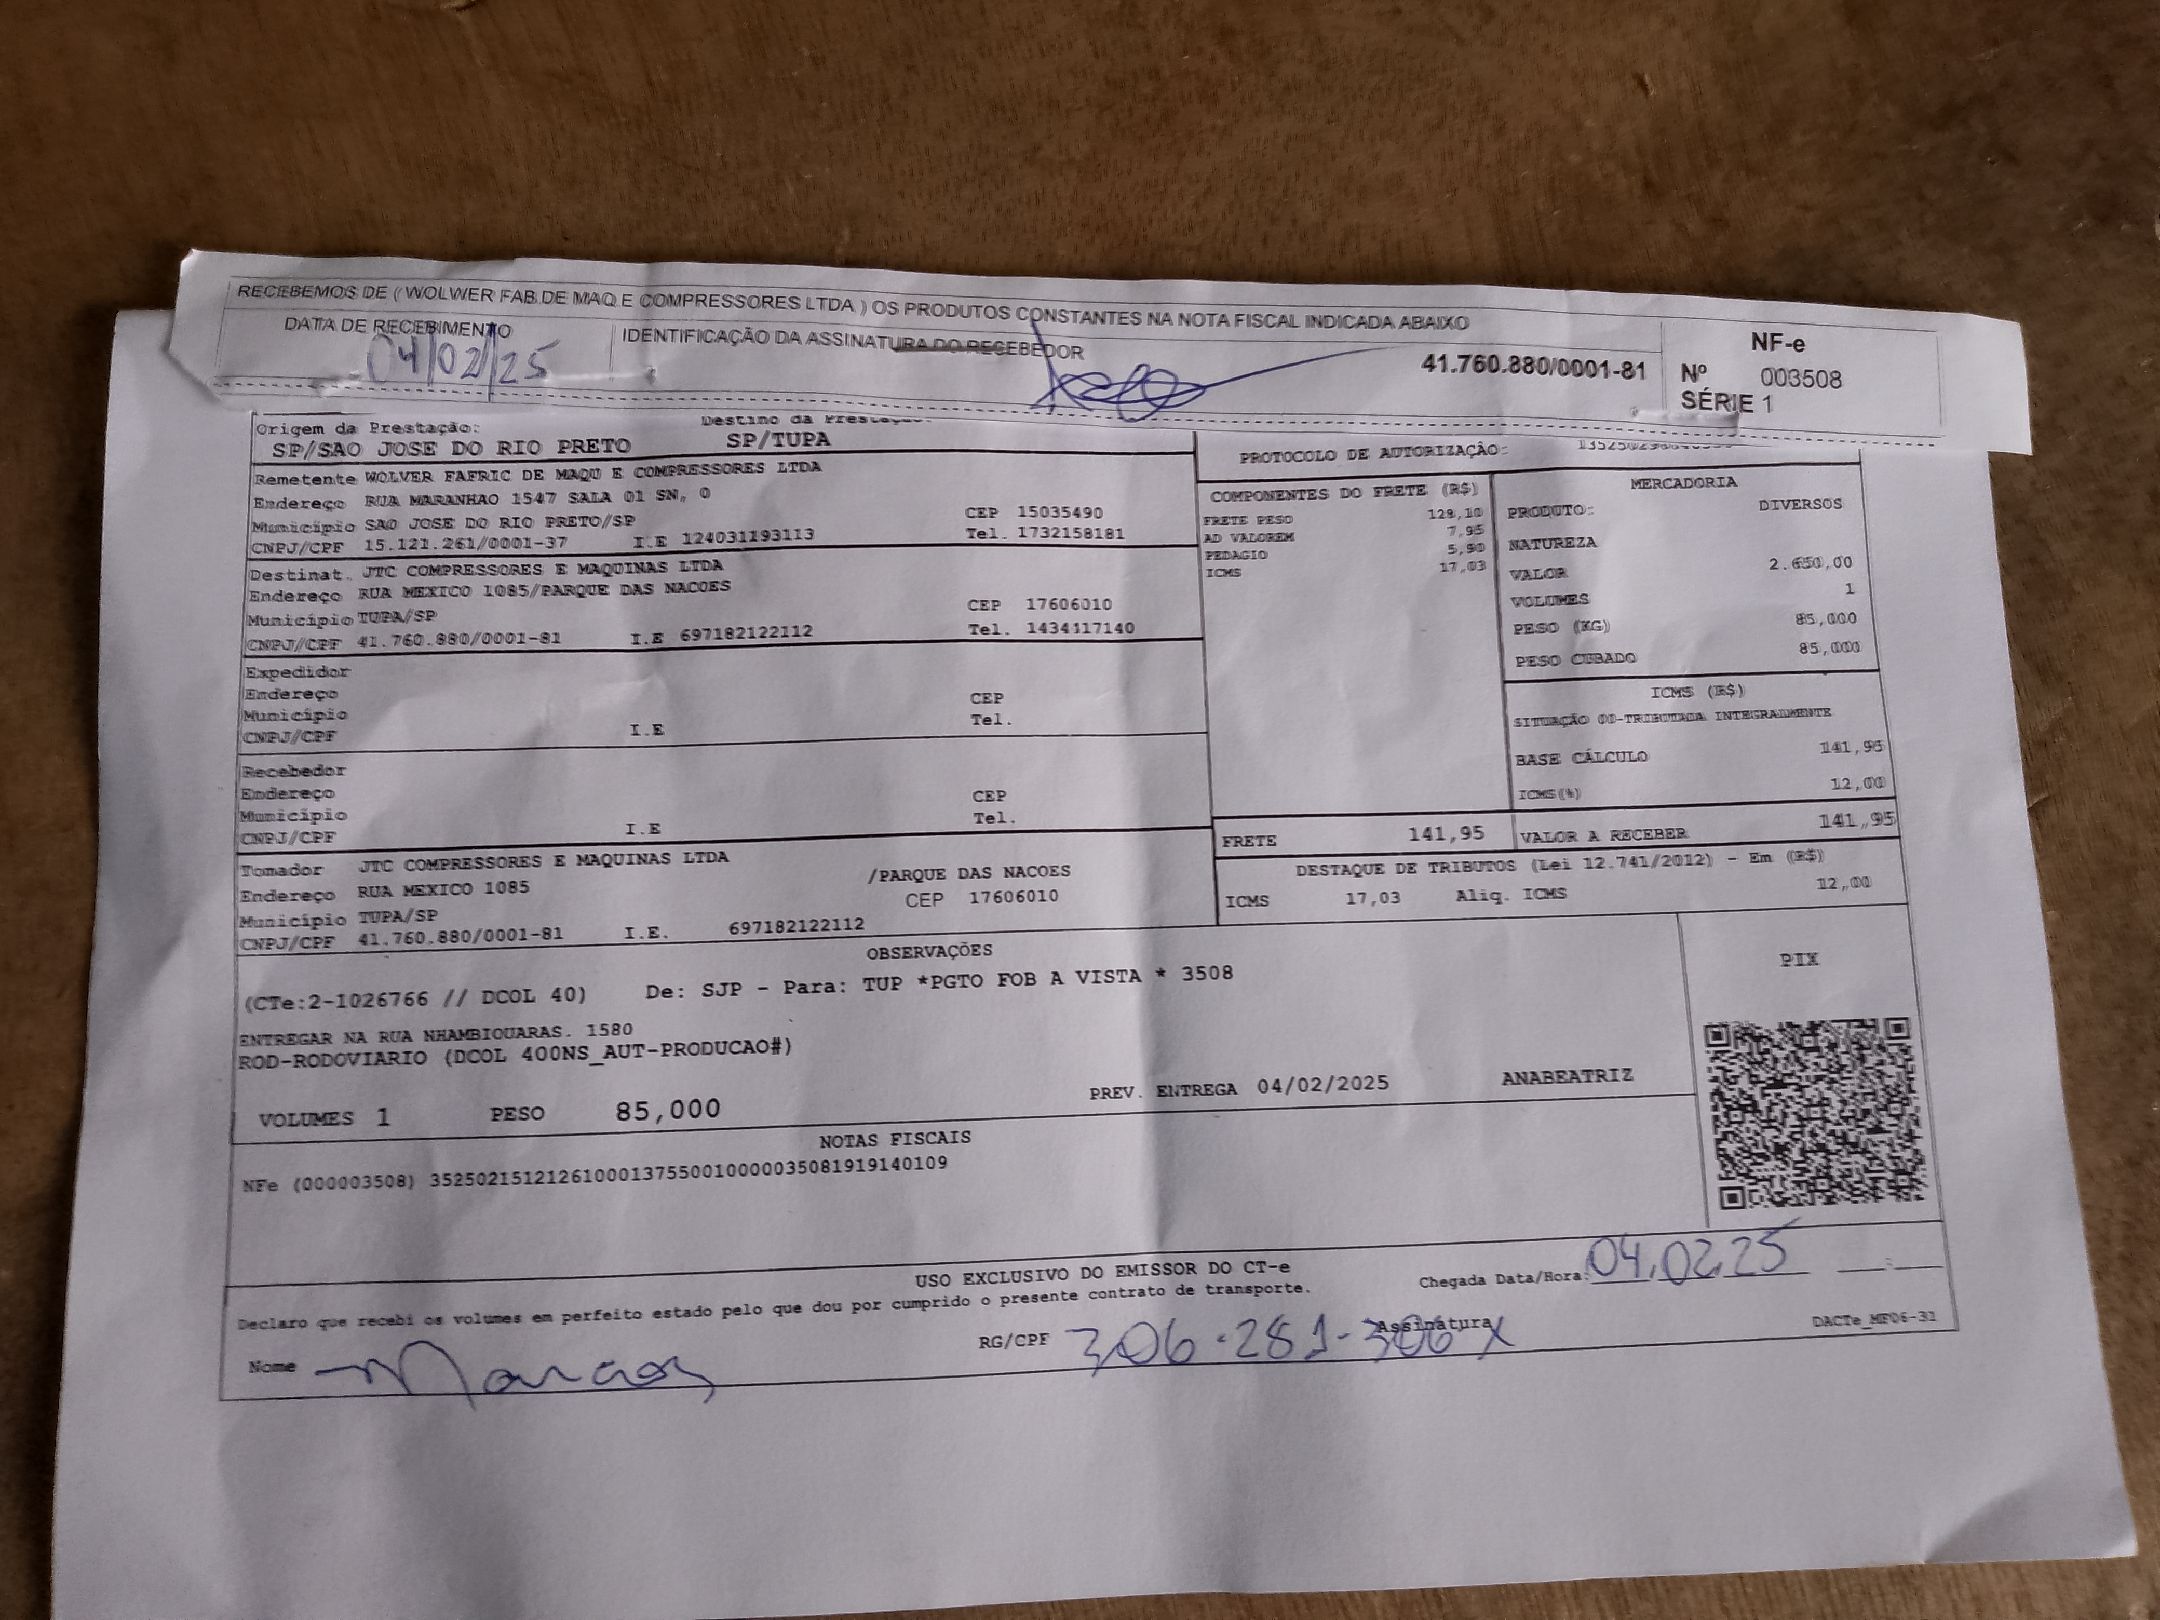 RECEBEMOS DE ( WOLWER FAB.DE MAQ E COMPRESSORES LTDA ) OS PRODUTOS CONSTANTES NA NOTA FISCAL INDICADA ABAIXO
DATA DE RECEBIMENTO IDENTIFICAÇÃO DA ASSINATURA DO RECEBEDOR
04/02/25
41.760.880/0001-81
NF-e
Nº 003508
SÉRIE 1
Origem da Prestação: Destino da Prestação:
SP/SAO JOSE DO RIO PRETO SP/TUPA
Remetente WOLVER FAFRIC DE MAQU E COMPRESSORES LTDA
Endereço RUA MARANHAO 1547 SALA 01 SN, 0
Município SAO JOSE DO RIO PRETO/SP CEP 15035490
CNPJ/CPF 15.121.261/0001-37 I.E 124031193113 Tel. 1732158181
Destinat. JTC COMPRESSORES E MAQUINAS LTDA
Endereço RUA MEXICO 1085/PARQUE DAS NACOES
Município TUPA/SP CEP 17606010
CNPJ/CPF 41.760.880/0001-81 I.E 697182122112 Tel. 1434117140
Expedidor
Endereço CEP
Município Tel.
CNPJ/CPF I.E
Recebedor
Endereço CEP
Município Tel.
CNPJ/CPF I.E
Tomador JTC COMPRESSORES E MAQUINAS LTDA
Endereço RUA MEXICO 1085 /PARQUE DAS NACOES
Município TUPA/SP CEP 17606010
CNPJ/CPF 41.760.880/0001-81 I.E. 697182122112
PROTOCOLO DE AUTORIZAÇÃO:
COMPONENTES DO FRETE (R$)
FRETE PESO 129,10
AD VALOREM 7,95
PEDAGIO 5,90
ICMS 17,03
MERCADORIA
PRODUTO: DIVERSOS
NATUREZA
VALOR 2.650,00
VOLUMES 1
PESO (KG) 85,000
PESO CUBADO 85,000
ICMS (R$)
SITUAÇÃO 00-TRIBUTADA INTEGRALMENTE
BASE CÁLCULO 141,95
ICMS(%) 12,00
FRETE 141,95 VALOR A RECEBER 141,95
DESTAQUE DE TRIBUTOS (Lei 12.741/2012) - Em (R$)
ICMS 17,03 Aliq. ICMS 12,00
OBSERVAÇÕES
(CTe:2-1026766 // DCOL 40) De: SJP - Para: TUP *PGTO FOB A VISTA * 3508
ENTREGAR NA RUA NHAMBIQUARAS. 1580
ROD-RODOVIARIO (DCOL 400NS_AUT-PRODUCAO#)
VOLUMES 1 PESO 85,000 PREV. ENTREGA 04/02/2025 ANABEATRIZ
PIX
NOTAS FISCAIS
NFe (000003508) 35250215121261000137550010000035081919140109
USO EXCLUSIVO DO EMISSOR DO CT-e
Declaro que recebi os volumes em perfeito estado pelo que dou por cumprido o presente contrato de transporte.
Chegada Data/Hora: 04.02.25 __:__
Nome Marcos RG/CPF 306.281-306 X Assinatura
DACTe_MF06-31